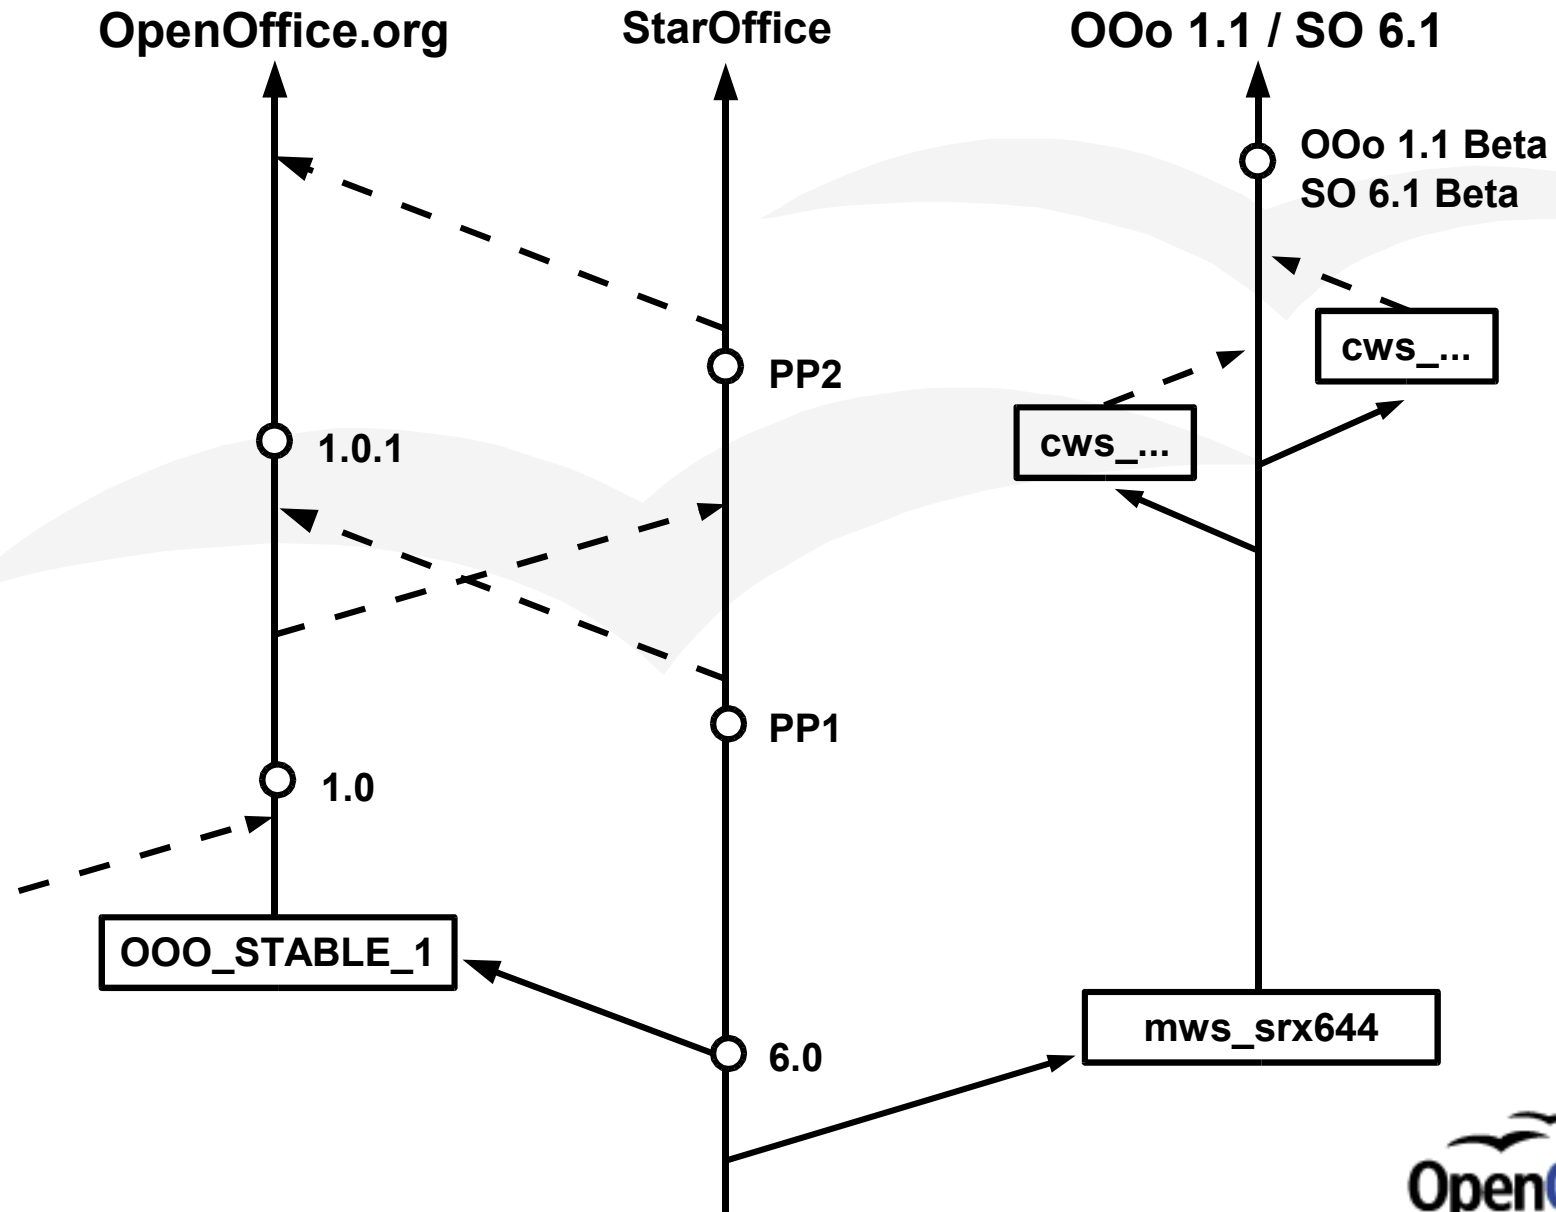 OpenOffice.org
StarOffice
OOo 1.1 / SO 6.1
OOo 1.1 Beta
SO 6.1 Beta
cws_...
PP2
cws_...
1.0.1
PP1
1.0
OOO_STABLE_1
mws_srx644
6.0